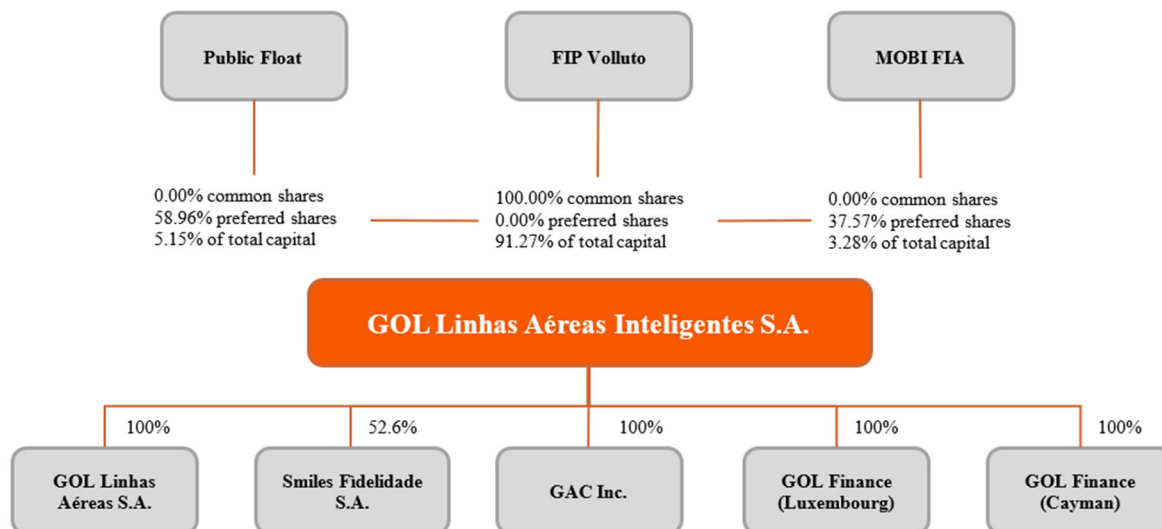 Public Float
FIP Volluto
MOBI FIA
0.00% common shares
58.96% preferred shares
5.15% of total capital
100.00% common shares
0.00% preferred shares
91.27% of total capital
0.00% common shares
37.57% preferred shares
3.28% of total capital
GOL Linhas Aéreas Inteligentes S.A.
100%
52.6%
100%
100%
100%
GOL Linhas
Aéreas S.A.
Smiles Fidelidade
S.A.
GAC Inc.
GOL Finance
(Luxembourg)
GOL Finance
(Cayman)